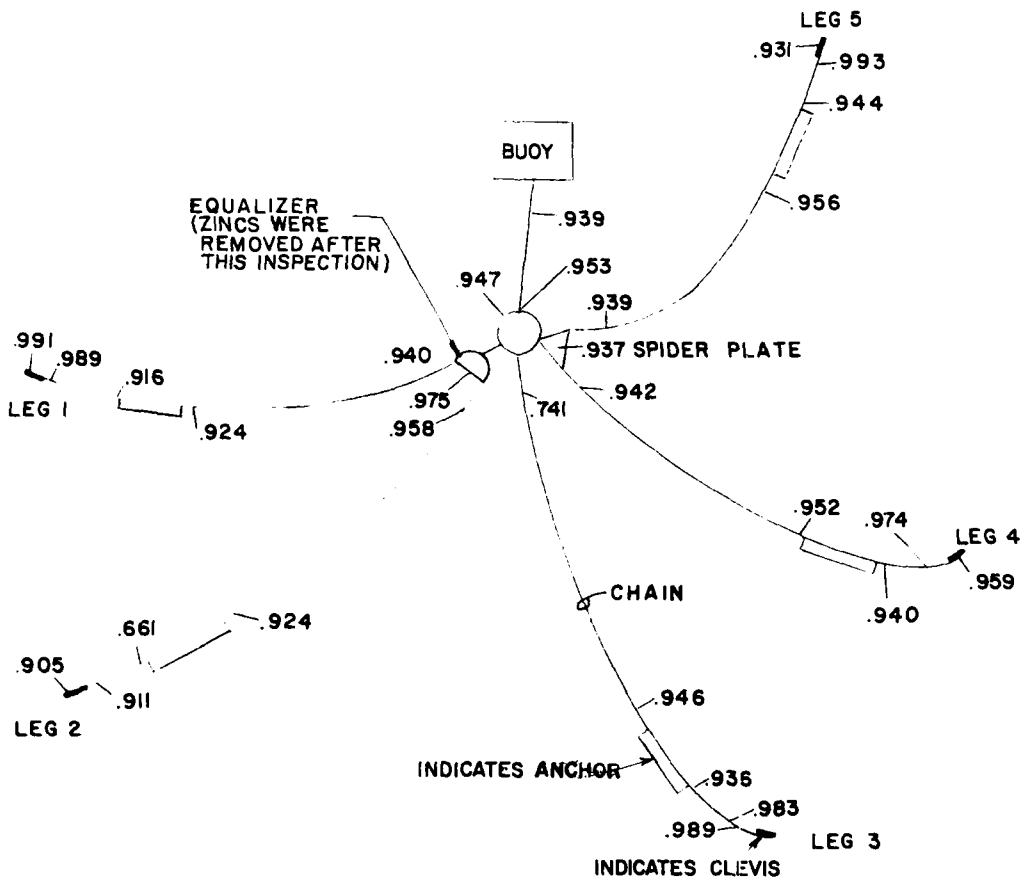 LEG 5
.931
.993
.944
BUOY
.956
EQUALIZER
(ZINCS WERE
REMOVED AFTER
THIS INSPECTION)
.939
.953
.947
.939
.991
.989
.940
.937 SPIDER PLATE
.916
.975
.942
LEG 1
.958
.741
.924
.952
.974
LEG 4
.959
CHAIN
.940
.924
.661
.905
.911
LEG 2
.946
INDICATES ANCHOR
.936
.983
.989
LEG 3
INDICATES CLEVIS